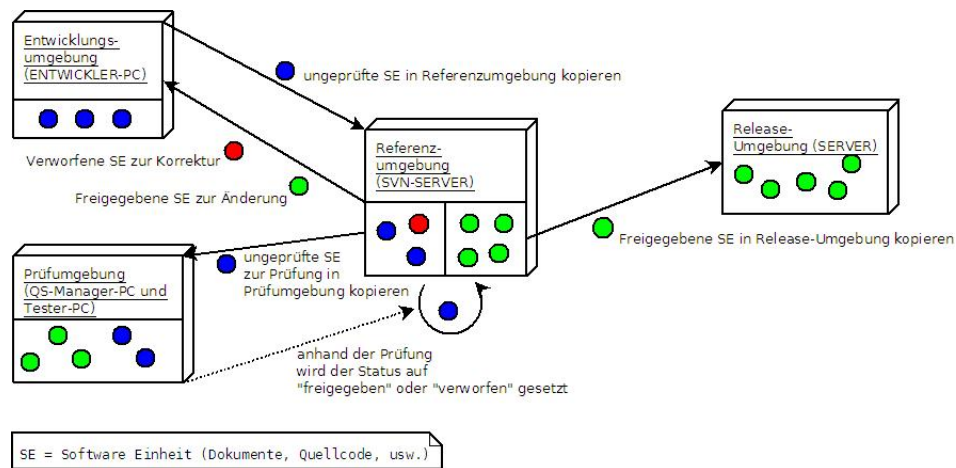 Entwicklungs-
umgebung
(ENTWICKLER-PC)
ungeprüfte SE in Referenzumgebung kopieren
Verworfene SE zur Korrektur
Freigegebene SE zur Änderung
Referenz-
umgebung
(SVN-SERVER)
Release-
Umgebung (SERVER)
Freigegebene SE in Release-Umgebung kopieren
Prüfumgebung
(QS-Manager-PC und
Tester-PC)
ungeprüfte SE
zur Prüfung in
Prüfumgebung kopieren
anhand der Prüfung
wird der Status auf
"freigegeben" oder "verworfen" gesetzt
SE = Software Einheit (Dokumente, Quellcode, usw.)